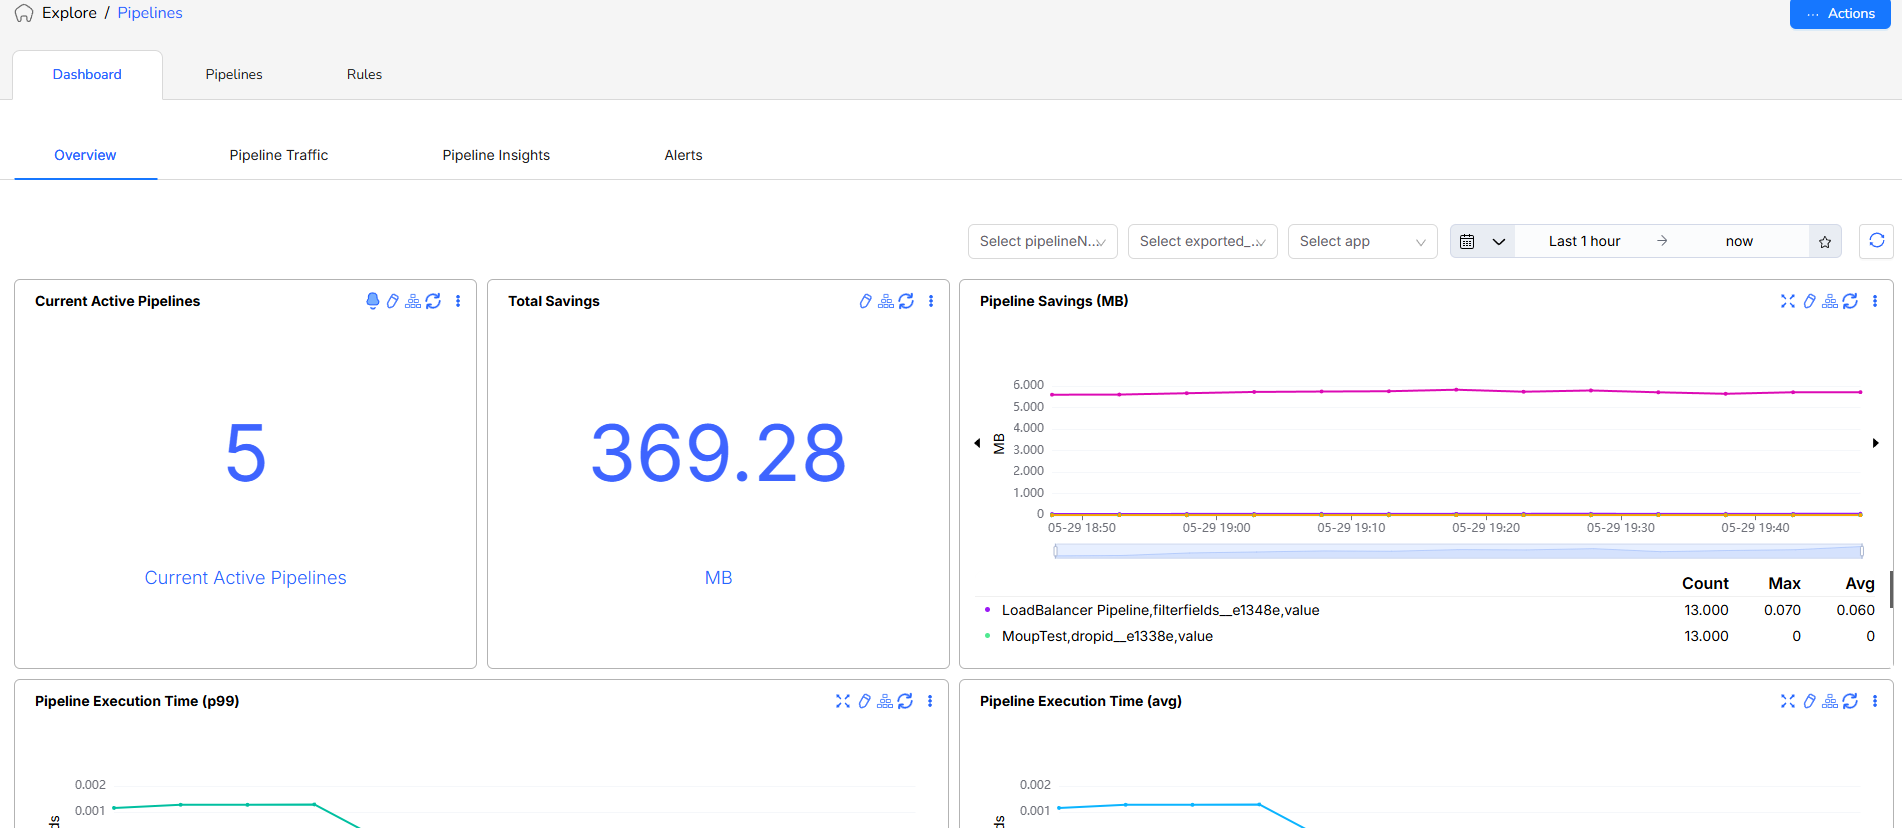 Explore / Pipelines
··· Actions
Dashboard Pipelines Rules
Overview Pipeline Traffic Pipeline Insights Alerts
Select pipelineN... Select exported_... Select app Last 1 hour → now
Current Active Pipelines
5
Current Active Pipelines
Total Savings
369.28
MB
Pipeline Savings (MB)
MB
6.000
5.000
4.000
3.000
2.000
1.000
0
05-29 18:50 05-29 19:00 05-29 19:10 05-29 19:20 05-29 19:30 05-29 19:40
Count Max Avg
LoadBalancer Pipeline,filterfields__e1348e,value 13.000 0.070 0.060
MoupTest,dropid__e1338e,value 13.000 0 0
Pipeline Execution Time (p99)
0.002
0.001
ds
Pipeline Execution Time (avg)
0.002
0.001
ds